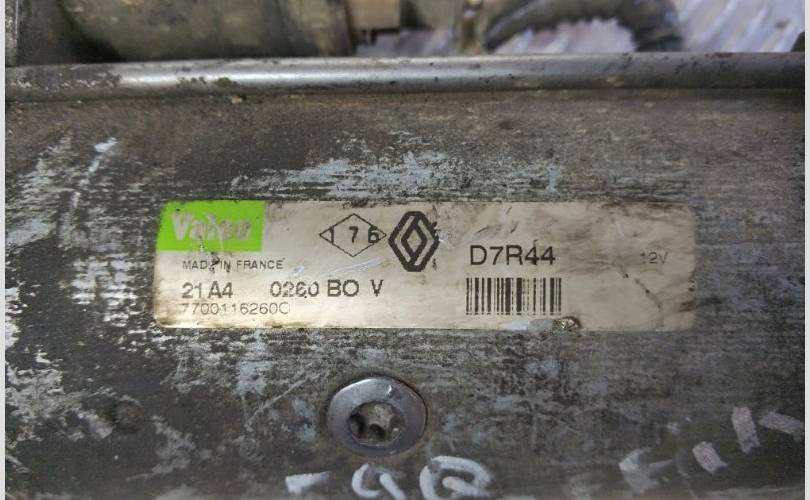 Valeo
176
D7R44
12V
MADE IN FRANCE
21A4 0260 BO V
7700116260C